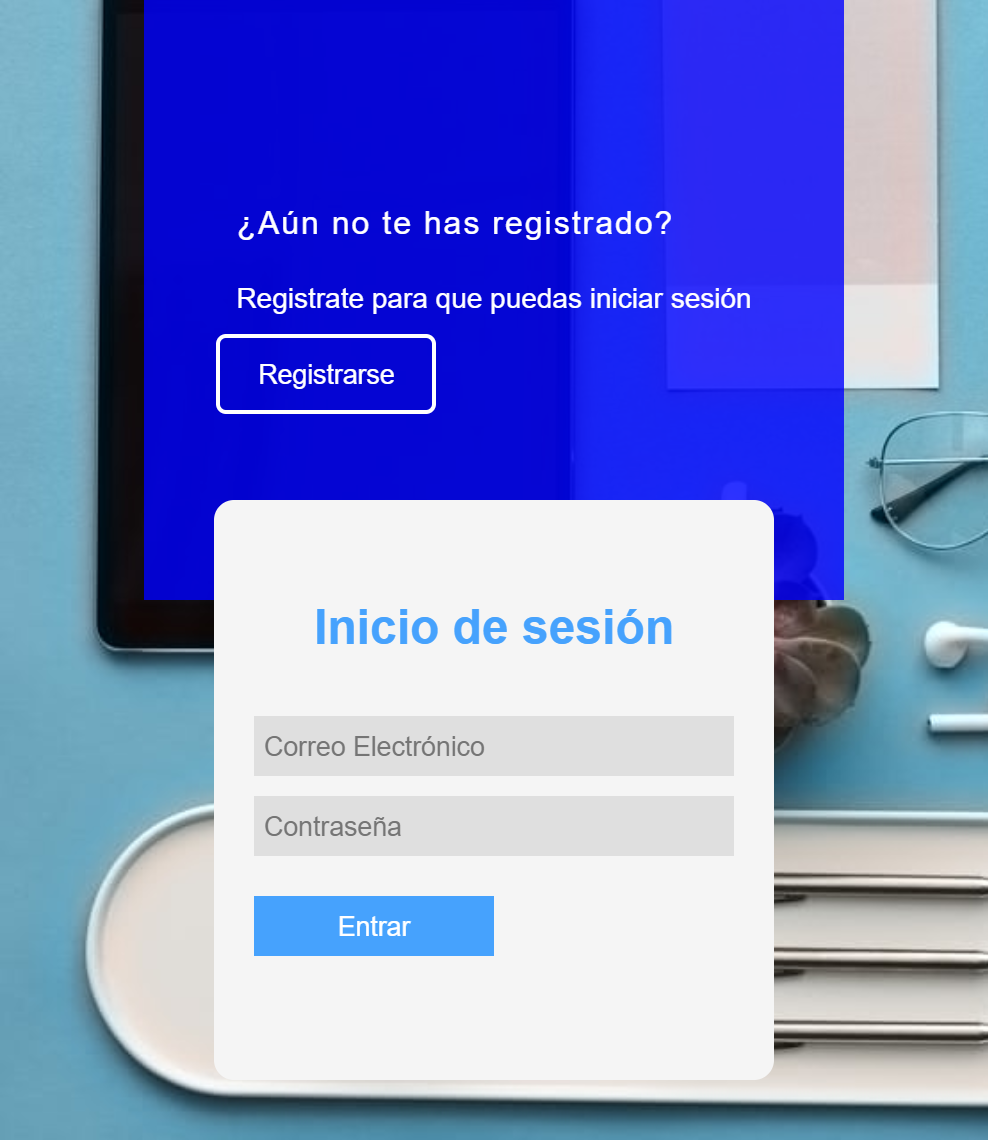 ¿Aún no te has registrado?
Registrate para que puedas iniciar sesión
Registrarse
Inicio de sesión
Correo Electrónico
Contraseña
Entrar